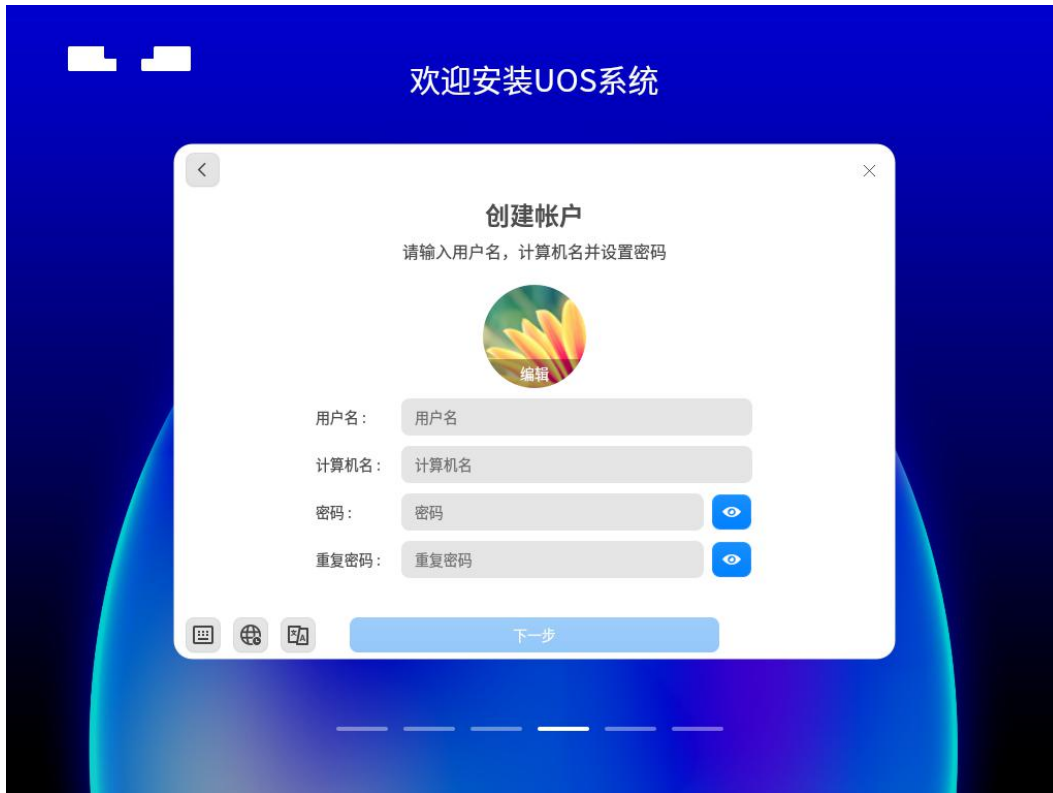 欢迎安装UOS系统
创建帐户
请输入用户名，计算机名并设置密码
编辑
用户名： 用户名
计算机名： 计算机名
密码： 密码
重复密码： 重复密码
下一步